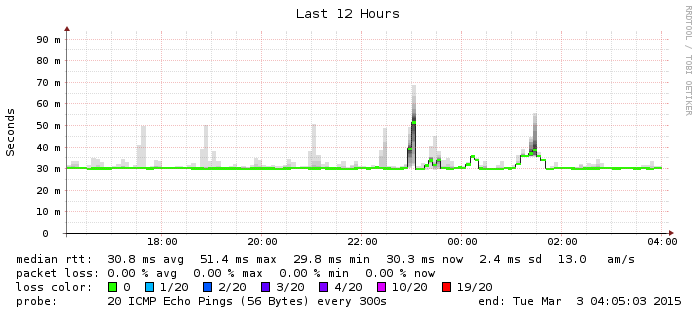 Last 12 Hours
RRDTOOL / TOBI OETIKER
Seconds
90 m
80 m
70 m
60 m
50 m
40 m
30 m
20 m
10 m
0
18:00 20:00 22:00 00:00 02:00 04:00
median rtt: 30.8 ms avg 51.4 ms max 29.8 ms min 30.3 ms now 2.4 ms sd 13.0 am/s
packet loss: 0.00 % avg 0.00 % max 0.00 % min 0.00 % now
loss color: 0 1/20 2/20 3/20 4/20 10/20 19/20
probe: 20 ICMP Echo Pings (56 Bytes) every 300s end: Tue Mar 3 04:05:03 2015